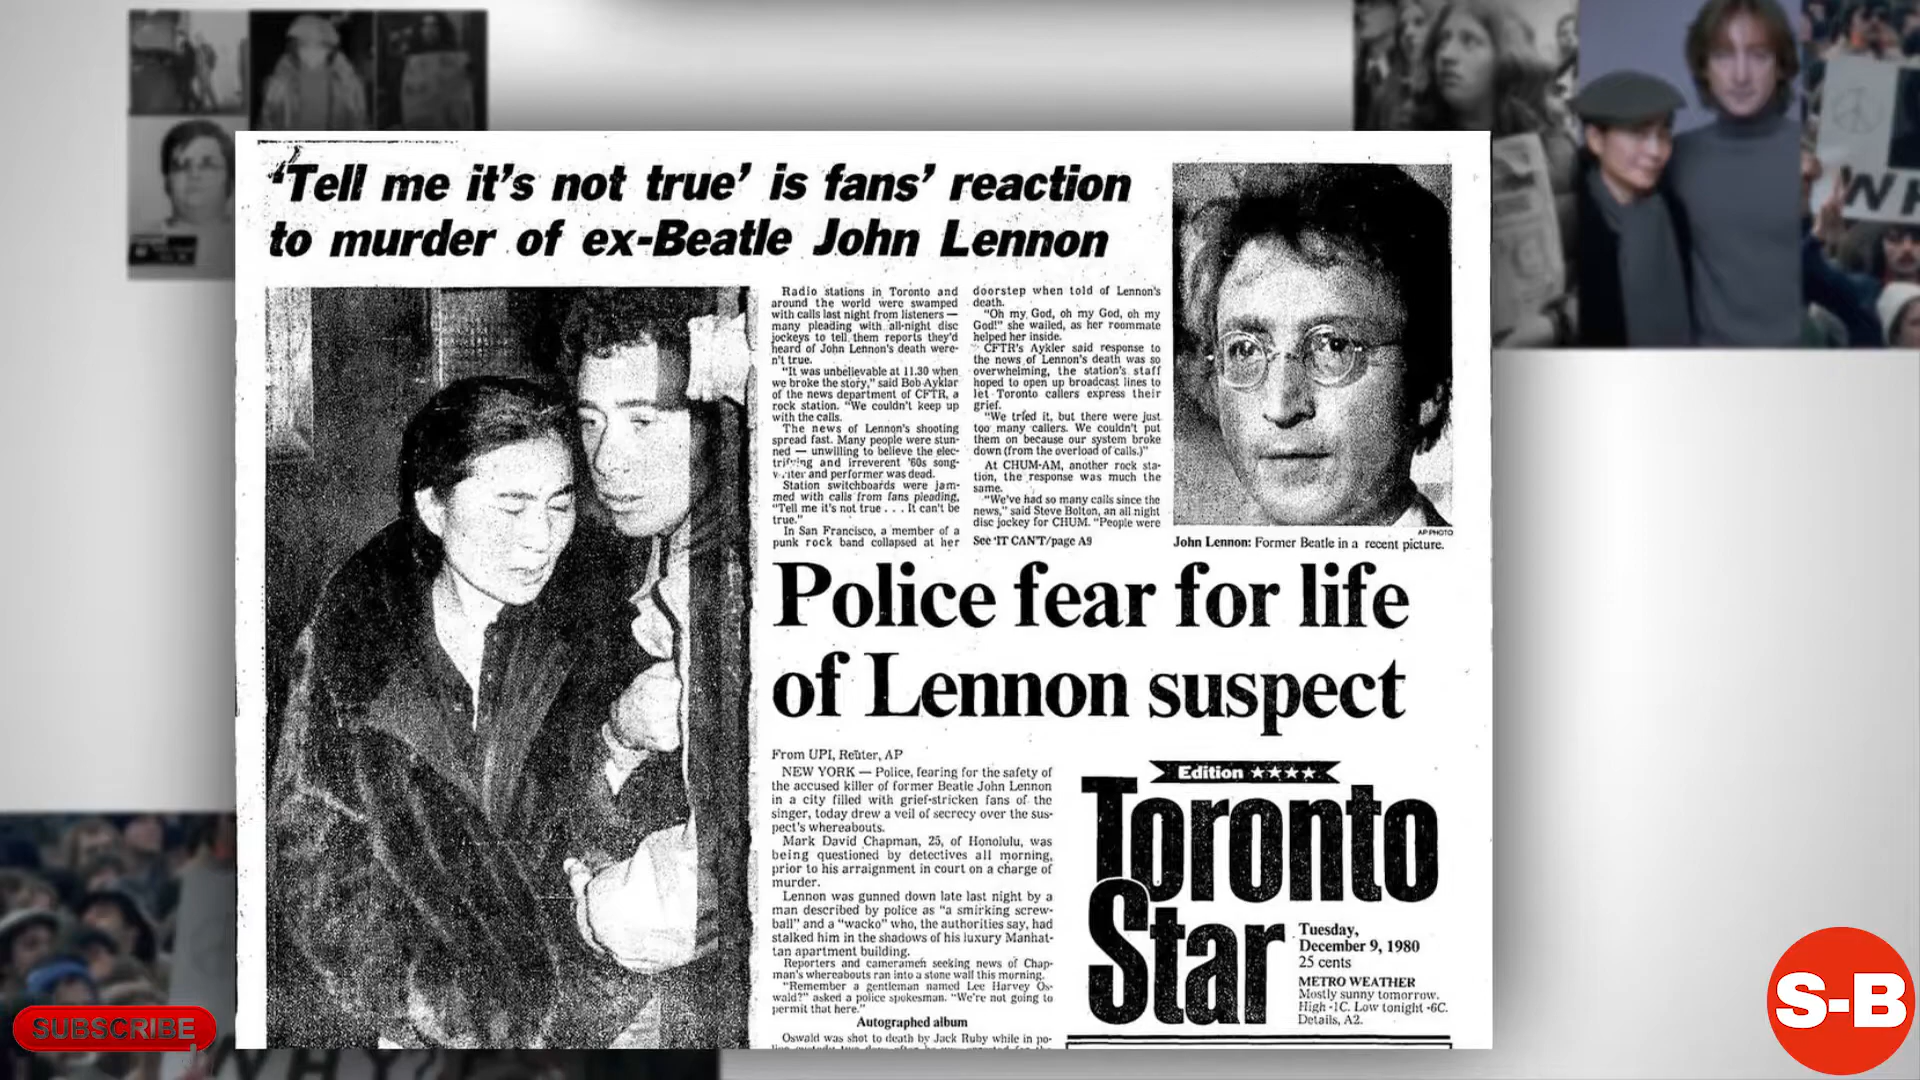 ‘Tell me it’s not true’ is fans’ reaction
to murder of ex-Beatle John Lennon
Radio stations in Toronto and
around the world were swamped
with calls last night from listeners —
many pleading with all-night disc
jockeys to tell them reports they'd
heard of John Lennon's death were-
n't true.
"It was unbelievable at 11.30 when
we broke the story," said Bob Ayklar
of the news department of CFTR, a
rock station. "We couldn't keep up
with the calls.
The news of Lennon's shooting
spread fast. Many people were stun-
ned — unwilling to believe the elec-
trifying and irreverent '60s song-
writer and performer was dead.
Station switchboards were jam-
med with calls from fans pleading,
"Tell me it's not true . . . It can't be
true."
In San Francisco, a member of a
punk rock band collapsed at her
doorstep when told of Lennon's
death.
"Oh my God, oh my God, oh my
God!" she wailed, as her roommate
helped her inside.
CFTR's Aykler said response to
the news of Lennon's death was so
overwhelming, the station's staff
hoped to open up broadcast lines to
let Toronto callers express their
grief.
"We tried it, but there were just
too many callers. We couldn't put
them on because our system broke
down (from the overload of calls.)"
At CHUM-AM, another rock sta-
tion, the response was much the
same.
"We've had so many calls since the
news," said Steve Bolton, an all night
disc jockey for CHUM. "People were
See 'IT CAN'T/page A9
AP PHOTO
John Lennon: Former Beatle in a recent picture.
Police fear for life
of Lennon suspect
From UPI, Reuter, AP
NEW YORK — Police, fearing for the safety of
the accused killer of former Beatle John Lennon
in a city filled with grief-stricken fans of the
singer, today drew a veil of secrecy over the sus-
pect's whereabouts.
Mark David Chapman, 25, of Honolulu, was
being questioned by detectives all morning,
prior to his arraignment in court on a charge of
murder.
Lennon was gunned down late last night by a
man described by police as "a smirking screw-
ball" and a "wacko" who, the authorities say, had
stalked him in the shadows of his luxury Manhat-
tan apartment building.
Reporters and cameramen seeking news of Chap-
man's whereabouts ran into a stone wall this morning.
"Remember a gentleman named Lee Harvey Os-
wald?" asked a police spokesman. "We're not going to
permit that here."
Autographed album
Oswald was shot to death by Jack Ruby while in po-
Edition ★★★★
Toronto
Star
Tuesday,
December 9, 1980
25 cents
METRO WEATHER
Mostly sunny tomorrow.
High -1C. Low tonight -6C.
Details, A2.
SUBSCRIBE
S-B